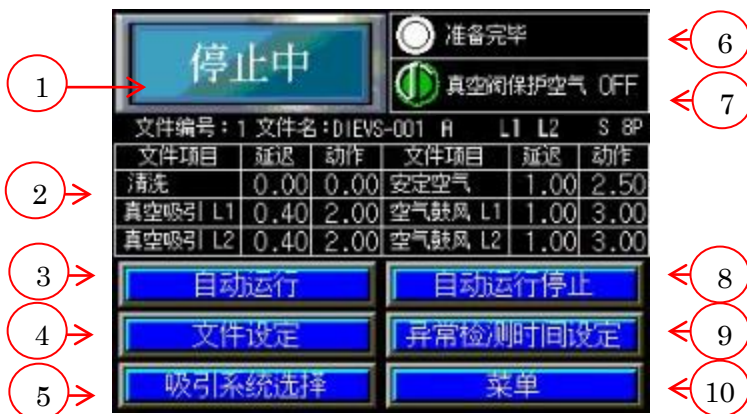 停止中
准备完毕
真空阀保护空气 OFF
文件编号：1 文件名：DIEVS-001 A L1 L2 S 8P
文件项目 延迟 动作 文件项目 延迟 动作
清洗 0.00 0.00 安定空气 1.00 2.50
真空吸引 L1 0.40 2.00 空气鼓风 L1 1.00 3.00
真空吸引 L2 0.40 2.00 空气鼓风 L2 1.00 3.00
自动运行 自动运行停止
文件设定 异常检测时间设定
吸引系统选择 菜单
1
2
3
4
5
6
7
8
9
10